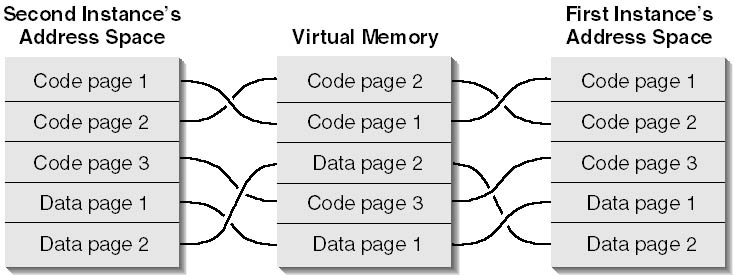 Second Instance's
Address Space
Code page 1
Code page 2
Code page 3
Data page 1
Data page 2
Virtual Memory
Code page 2
Code page 1
Data page 2
Code page 3
Data page 1
First Instance's
Address Space
Code page 1
Code page 2
Code page 3
Data page 1
Data page 2